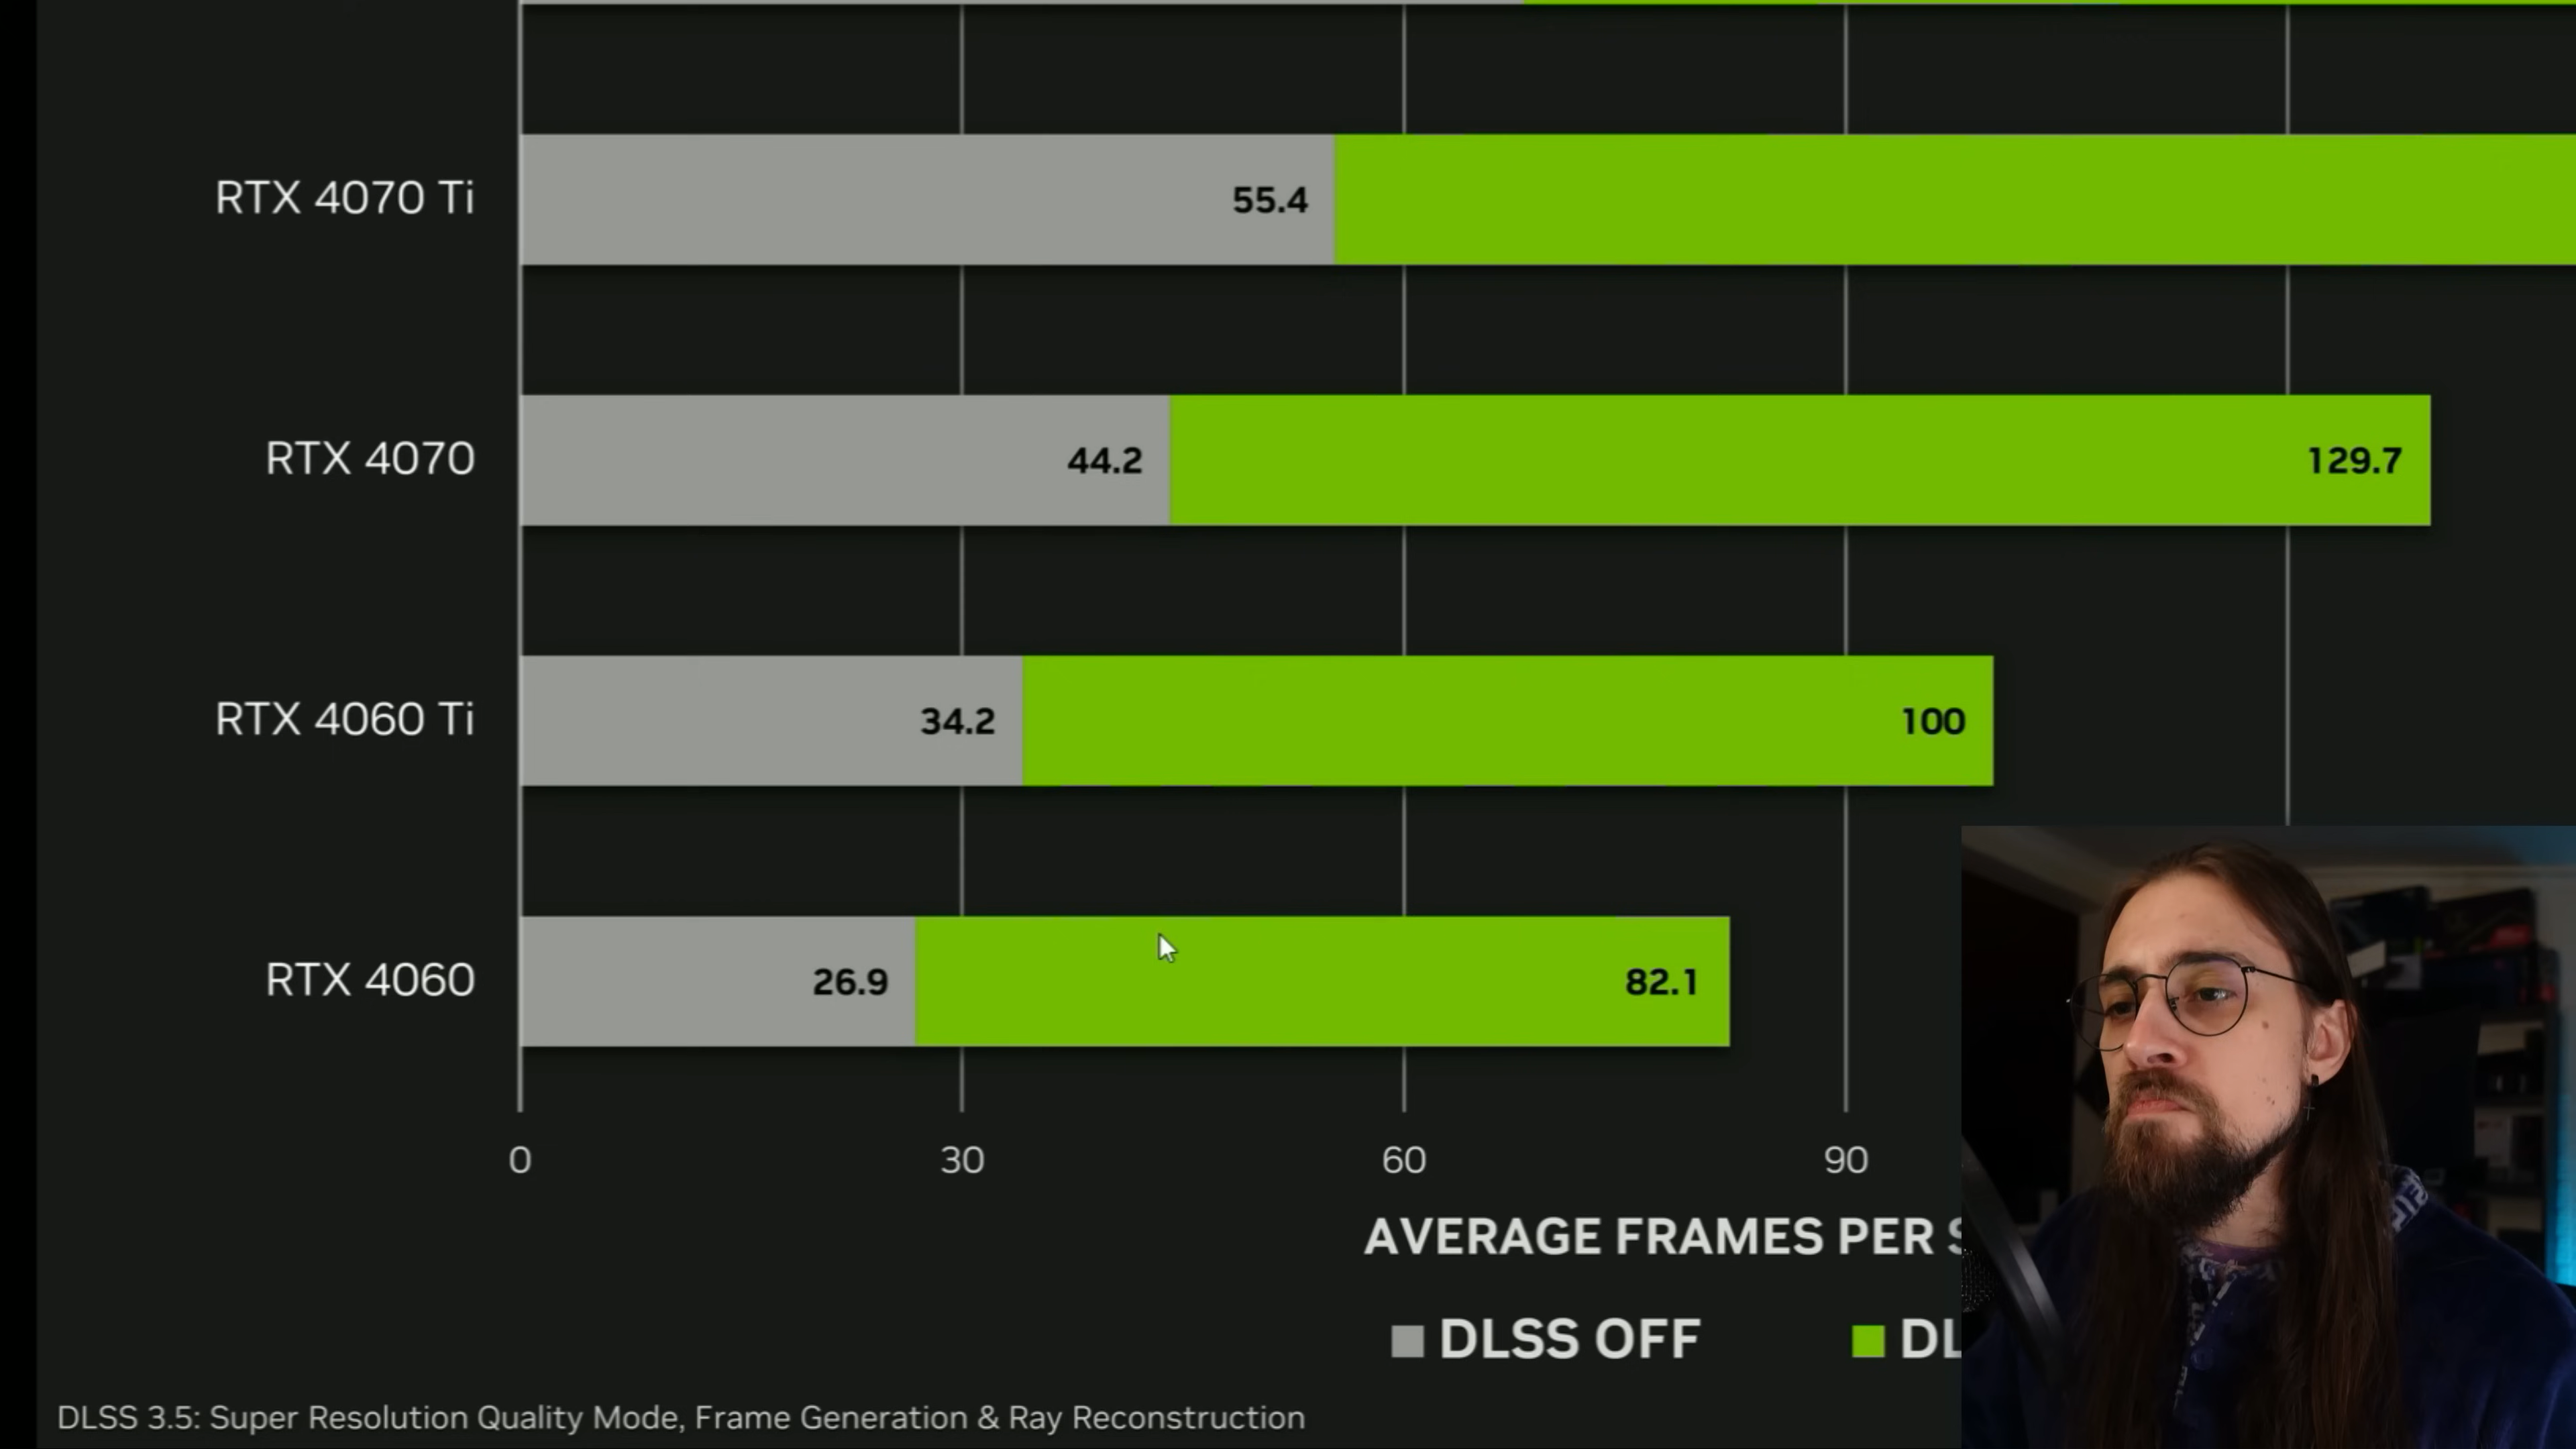 RTX 4070 Ti 55.4
RTX 4070 44.2 129.7
RTX 4060 Ti 34.2 100
RTX 4060 26.9 82.1
0 30 60 90
AVERAGE FRAMES PER
DLSS OFF
DLSS 3.5: Super Resolution Quality Mode, Frame Generation & Ray Reconstruction